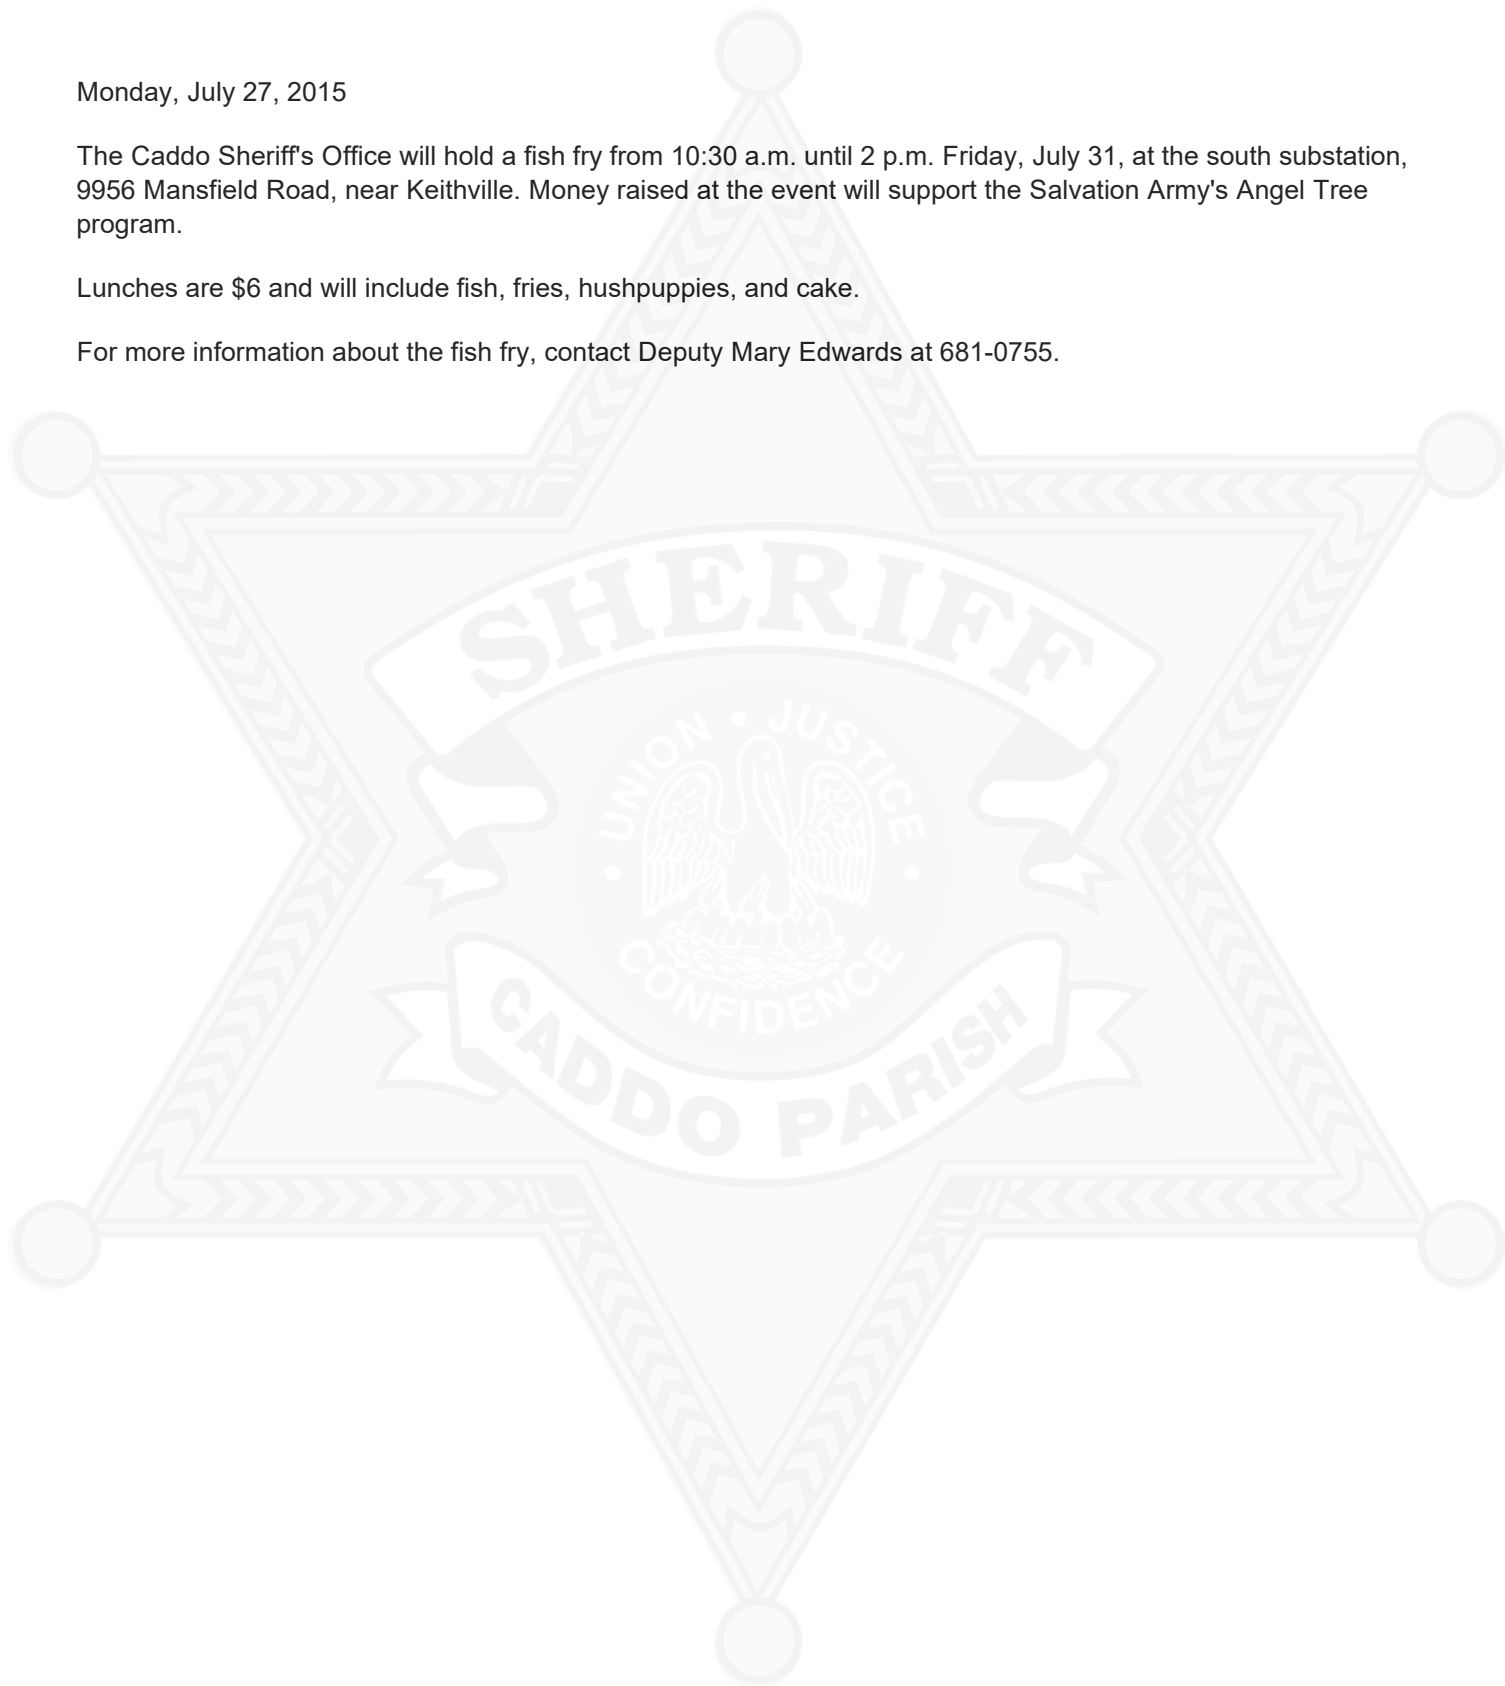 Monday, July 27, 2015
The Caddo Sheriff's Office will hold a fish fry from 10:30 a.m. until 2 p.m. Friday, July 31, at the south substation,
9956 Mansfield Road, near Keithville. Money raised at the event will support the Salvation Army's Angel Tree
program.
Lunches are $6 and will include fish, fries, hushpuppies, and cake.
For more information about the fish fry, contact Deputy Mary Edwards at 681-0755.
SHERIFF
UNION • JUSTICE
• CONFIDENCE •
CADDO PARISH